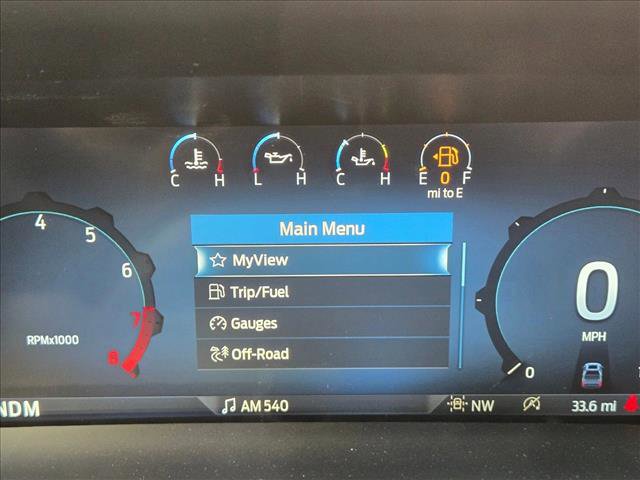 C H L H C H E 0 F
mi to E
Main Menu
MyView
Trip/Fuel
Gauges
Off-Road
4
5
6
7
8
RPMx1000
0
MPH
0
NDM
AM 540
NW
33.6 mi